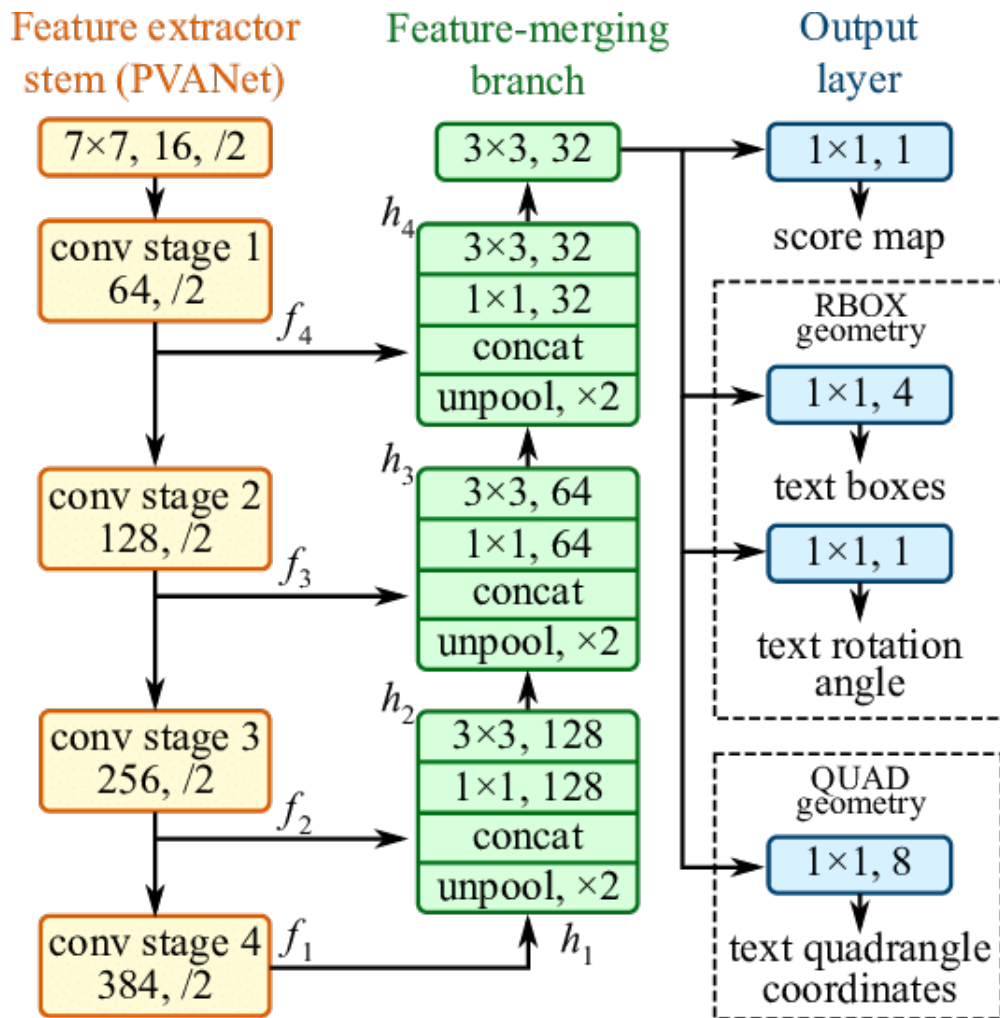 Feature extractor
stem (PVANet)
7×7, 16, /2
conv stage 1
64, /2
f4
conv stage 2
128, /2
f3
conv stage 3
256, /2
f2
conv stage 4
384, /2
f1
Feature-merging
branch
3×3, 32
h4
3×3, 32
1×1, 32
concat
unpool, ×2
h3
3×3, 64
1×1, 64
concat
unpool, ×2
h2
3×3, 128
1×1, 128
concat
unpool, ×2
h1
Output
layer
1×1, 1
score map
RBOX
geometry
1×1, 4
text boxes
1×1, 1
text rotation
angle
QUAD
geometry
1×1, 8
text quadrangle
coordinates